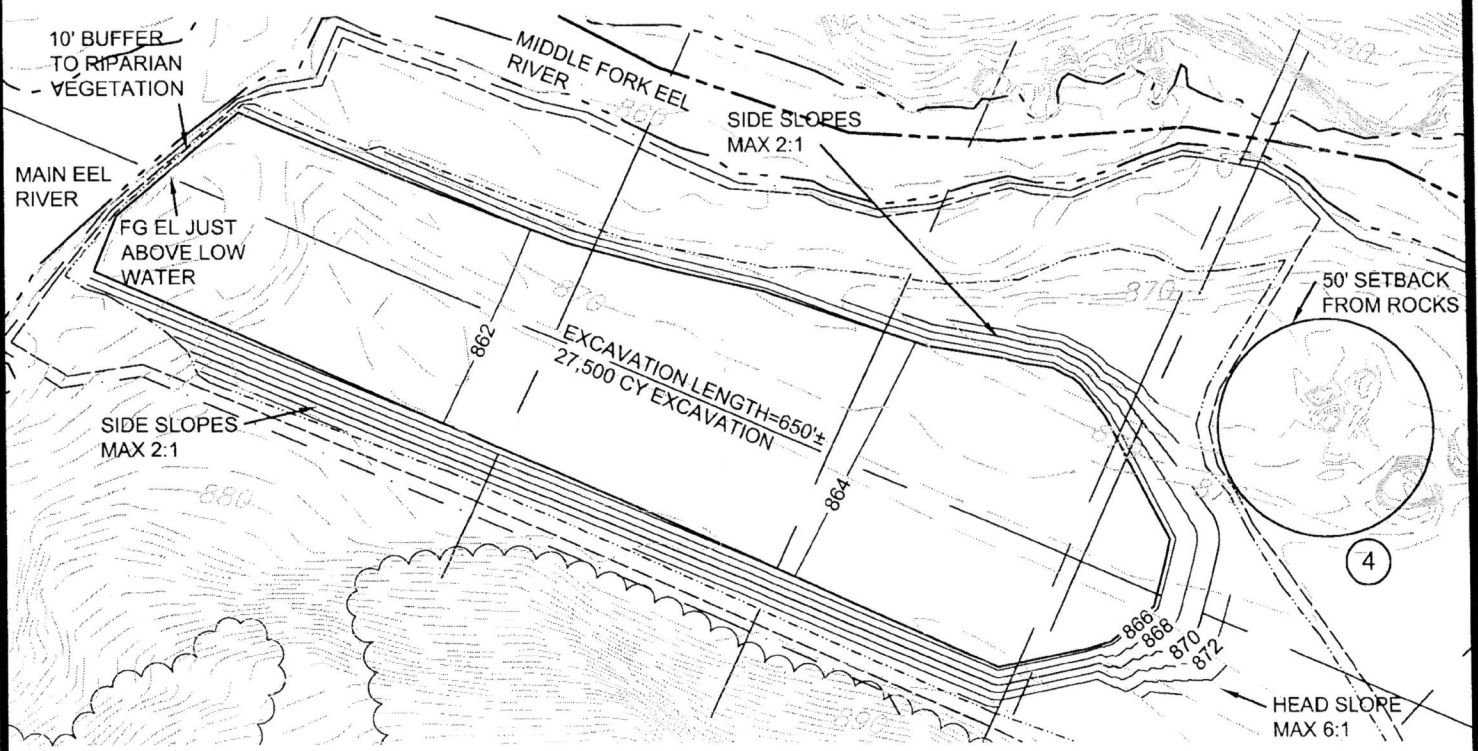 10' BUFFER
TO RIPARIAN
VEGETATION
MIDDLE FORK EEL
RIVER
880
890
SIDE SLOPES
MAX 2:1
MAIN EEL
RIVER
FG EL JUST
ABOVE LOW
WATER
870
870
50' SETBACK
FROM ROCKS
862
EXCAVATION LENGTH=650'±
27,500 CY EXCAVATION
SIDE SLOPES
MAX 2:1
864
880
4
866
868
870
872
HEAD SLOPE
MAX 6:1